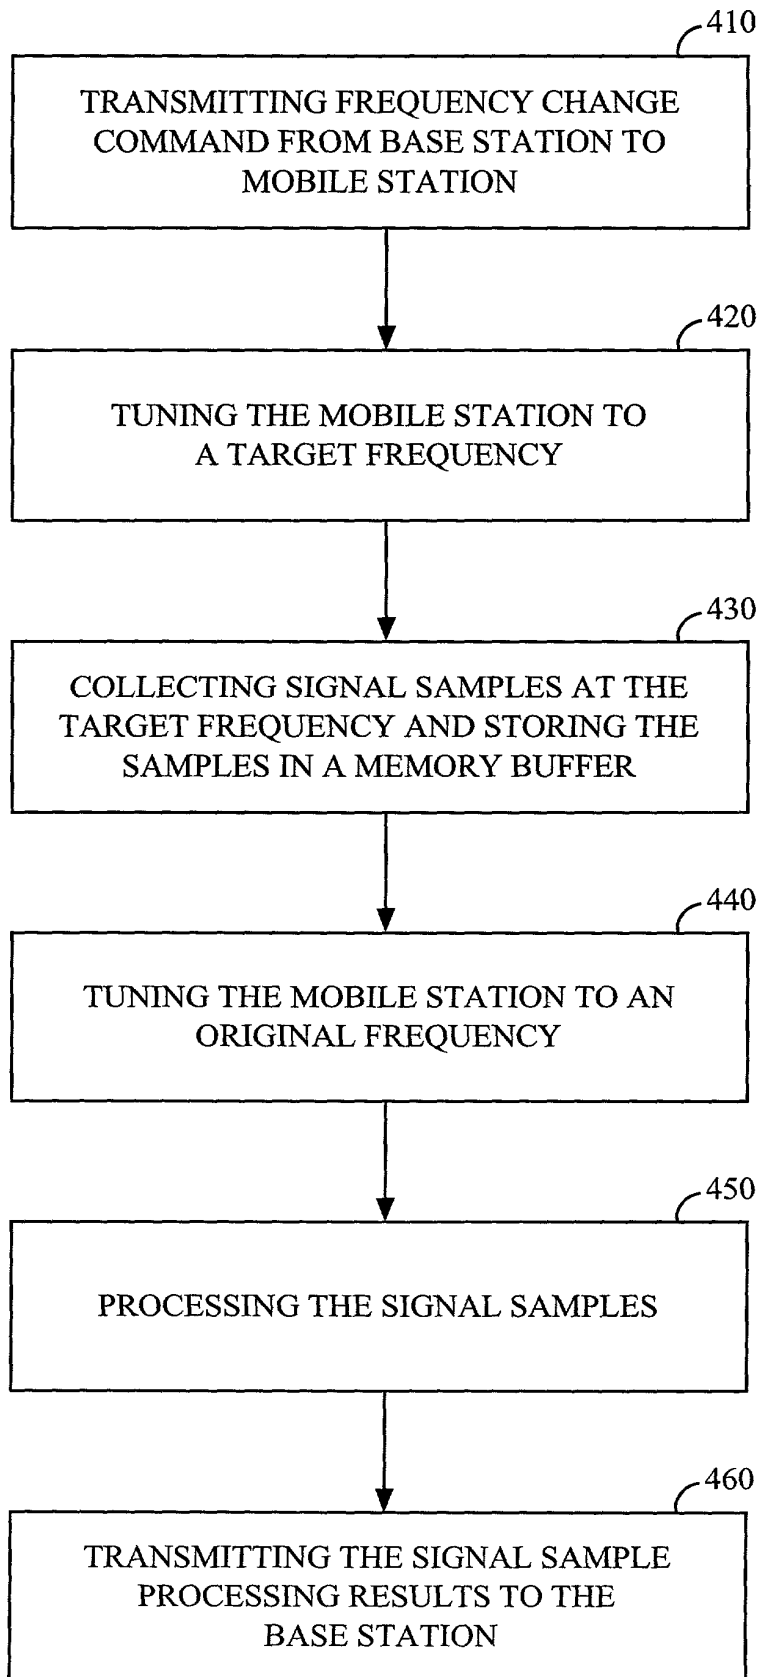 410
TRANSMITTING FREQUENCY CHANGE
COMMAND FROM BASE STATION TO
MOBILE STATION
420
TUNING THE MOBILE STATION TO
A TARGET FREQUENCY
430
COLLECTING SIGNAL SAMPLES AT THE
TARGET FREQUENCY AND STORING THE
SAMPLES IN A MEMORY BUFFER
440
TUNING THE MOBILE STATION TO AN
ORIGINAL FREQUENCY
450
PROCESSING THE SIGNAL SAMPLES
460
TRANSMITTING THE SIGNAL SAMPLE
PROCESSING RESULTS TO THE
BASE STATION